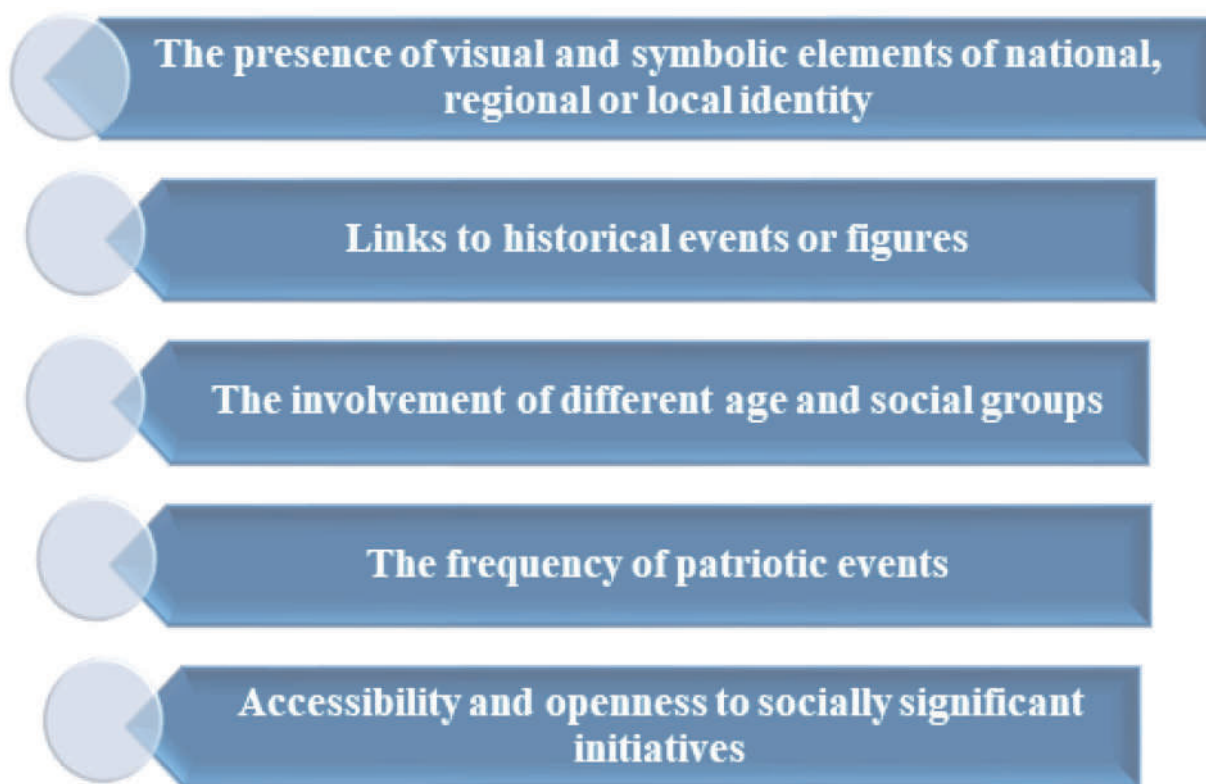 The presence of visual and symbolic elements of national,
regional or local identity
Links to historical events or figures
The involvement of different age and social groups
The frequency of patriotic events
Accessibility and openness to socially significant
initiatives